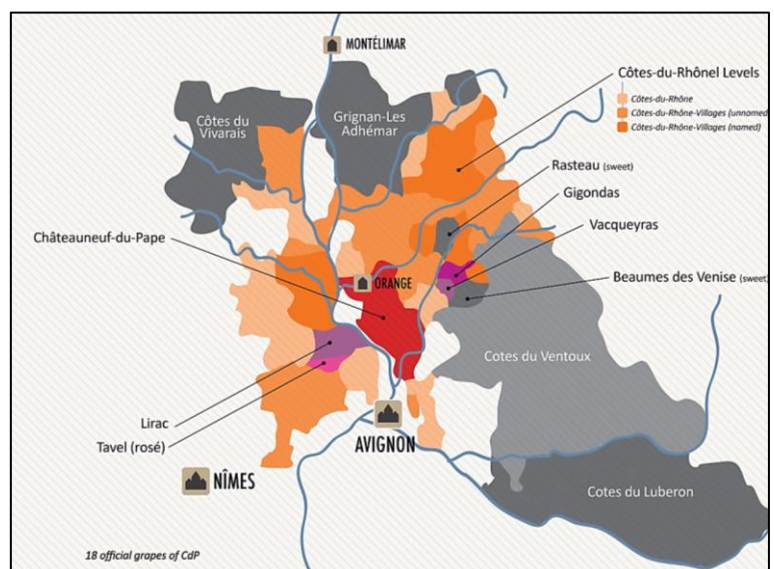 MONTÉLIMAR
Côtes du
Vivarais
Grignan-Les
Adhémar
Côtes-du-Rhônel Levels
Côtes-du-Rhône
Côtes-du-Rhône-Villages (unnamed)
Côtes-du-Rhône-Villages (named)
Rasteau (sweet)
Gigondas
Vacqueyras
Châteauneuf-du-Pape
ORANGE
Beaumes des Venise (sweet)
Cotes du Ventoux
Lirac
Tavel (rosé)
AVIGNON
NÎMES
Cotes du Luberon
18 official grapes of CdP